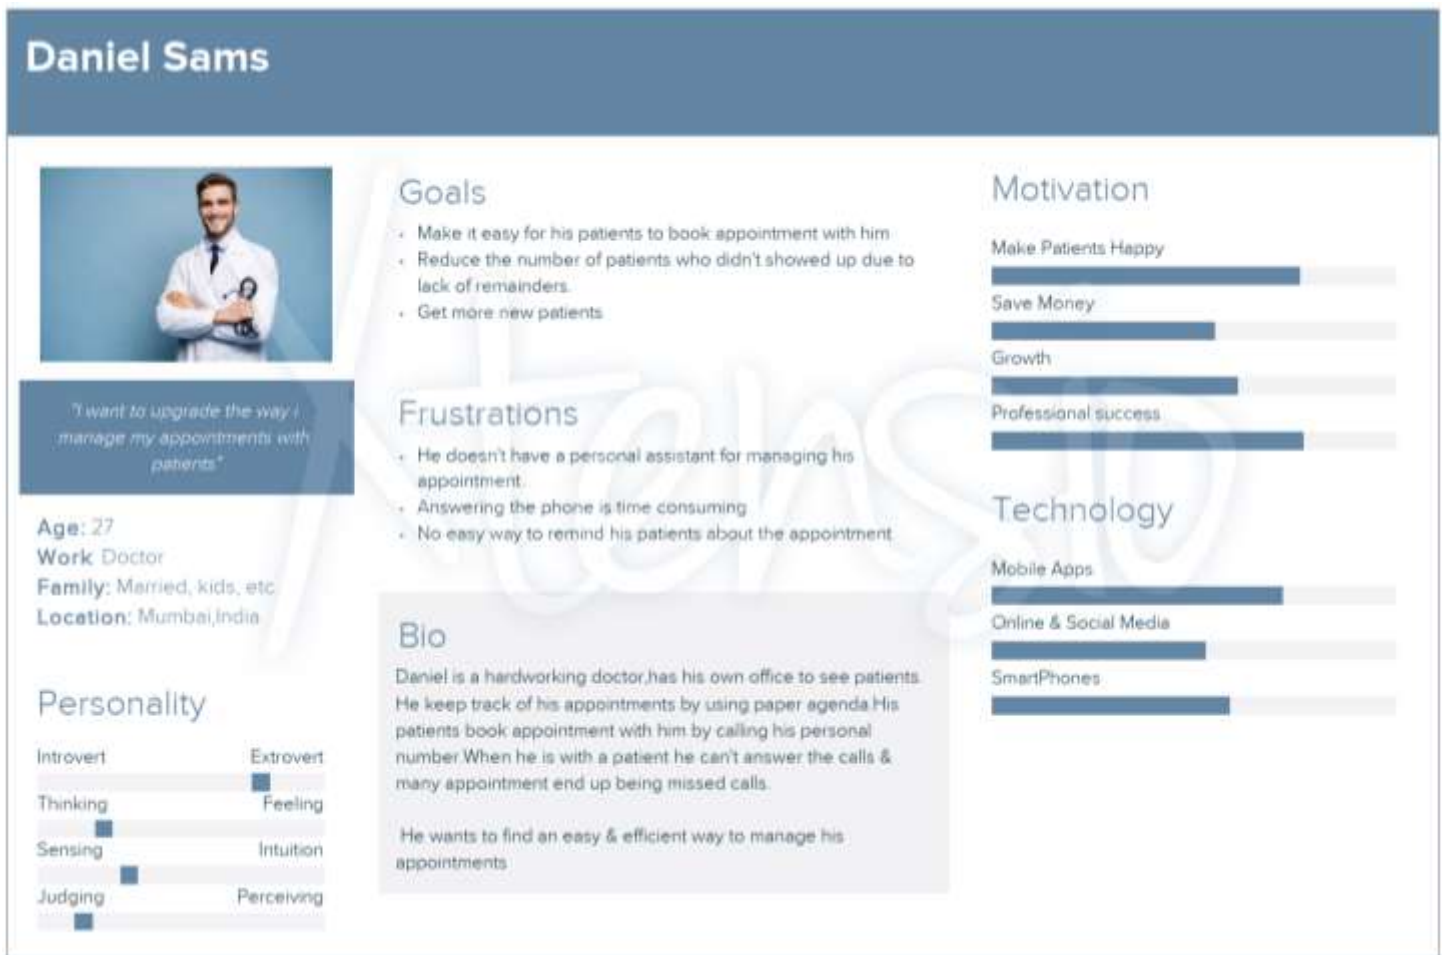 Daniel Sams
"I want to upgrade the way i
manage my appointments with
patients"
Age: 27
Work Doctor
Family: Married, kids, etc
Location: Mumbai,India
Personality
Introvert Extrovert
Thinking Feeling
Sensing Intuition
Judging Perceiving
Goals
• Make it easy for his patients to book appointment with him
• Reduce the number of patients who didn't showed up due to
lack of remainders.
• Get more new patients
Frustrations
• He doesn't have a personal assistant for managing his
appointment.
• Answering the phone is time consuming
• No easy way to remind his patients about the appointment
Bio
Daniel is a hardworking doctor,has his own office to see patients.
He keep track of his appointments by using paper agenda.His
patients book appointment with him by calling his personal
number.When he is with a patient he can't answer the calls &
many appointment end up being missed calls.
He wants to find an easy & efficient way to manage his
appointments
Motivation
Make Patients Happy
Save Money
Growth
Professional success
Technology
Mobile Apps
Online & Social Media
SmartPhones
Xtensio